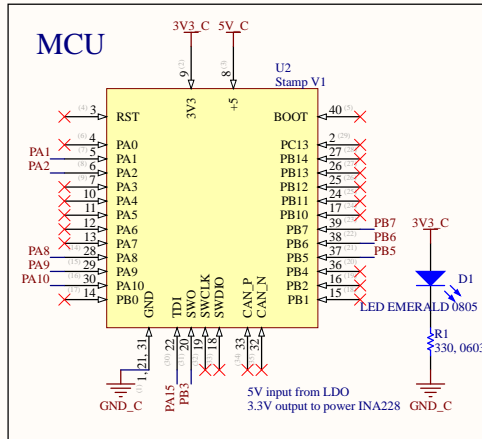 MCU
3V3_C
5V_C
U2
Stamp V1
9
8
3V3
+5
3
RST
BOOT
40
4
PA0
PC13
2
PA1
5
PA1
PB14
27
PA2
6
PA2
PB13
26
7
PA3
PB12
25
10
PA4
PB11
24
11
PA5
PB10
17
12
PA6
PB7
39
PB7
13
PA7
PB6
38
PB6
PA8
28
PA8
PB5
37
PB5
PA9
29
PA9
PB4
36
PA10
30
PA10
PB2
16
14
PB0
PB1
15
GND
TDI
SWO
SWCLK
SWDIO
CAN_P
CAN_N
1, 21, 31
22
20
19
18
33
32
PA15
PB3
GND_C
5V input from LDO
3.3V output to power INA228
3V3_C
D1
LED EMERALD 0805
R1
330, 0603
GND_C